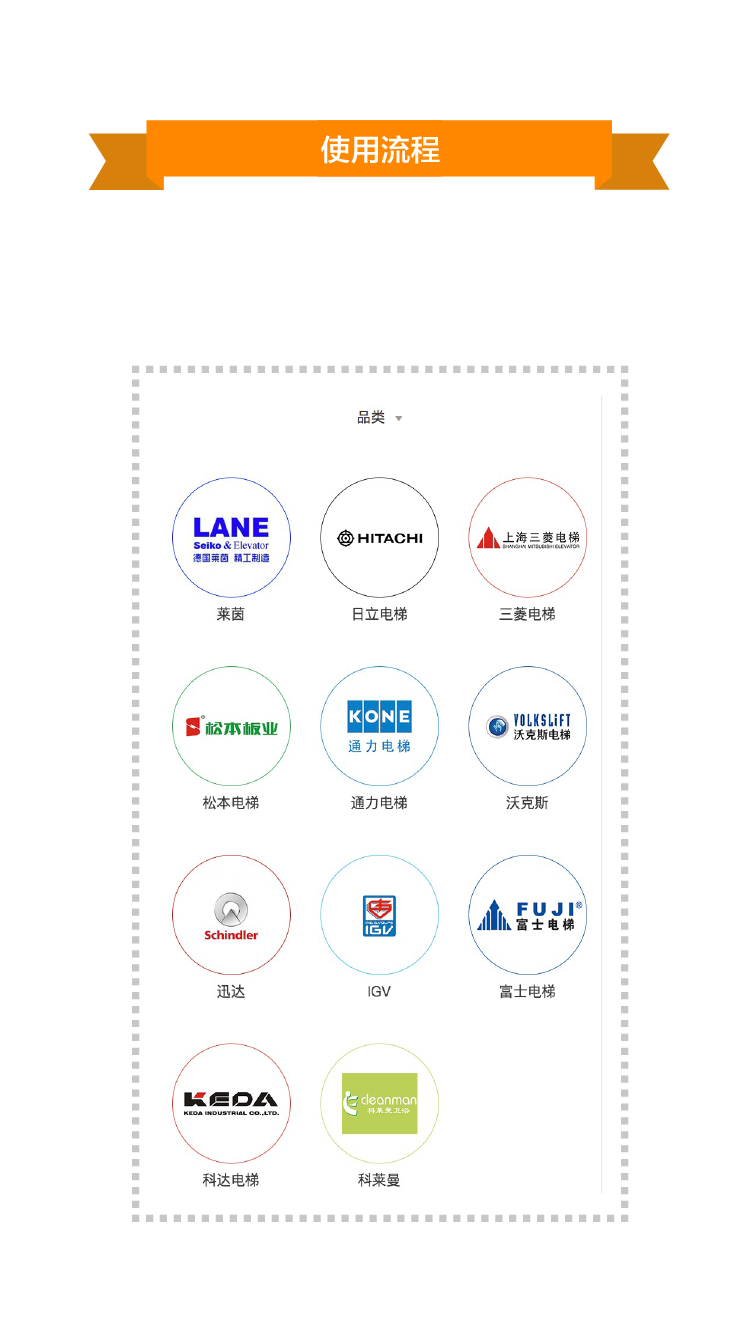 使用流程
品类
LANE
Seiko & Elevator
德国莱茵 精工制造
莱茵
HITACHI
日立电梯
上海三菱电梯
SHANGHAI MITSUBISHI ELEVATOR
三菱电梯
松本板业
松本电梯
KONE
通力电梯
通力电梯
VOLKSLIFT
沃克斯电梯
沃克斯
Schindler
迅达
IGV
IGV
FUJI®
富士电梯
富士电梯
KEDA
KEDA INDUSTRIAL CO.,LTD.
科达电梯
cleanman
科莱曼卫浴
科莱曼